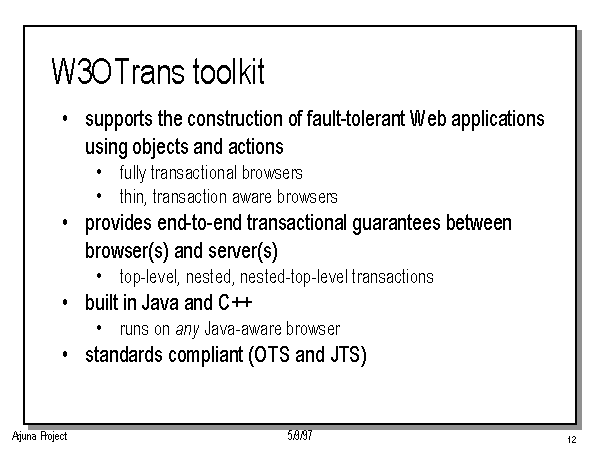 W3OTrans toolkit
• supports the construction of fault-tolerant Web applications
using objects and actions
• fully transactional browsers
• thin, transaction aware browsers
• provides end-to-end transactional guarantees between
browser(s) and server(s)
• top-level, nested, nested-top-level transactions
• built in Java and C++
• runs on any Java-aware browser
• standards compliant (OTS and JTS)
Arjuna Project 5/9/97 12